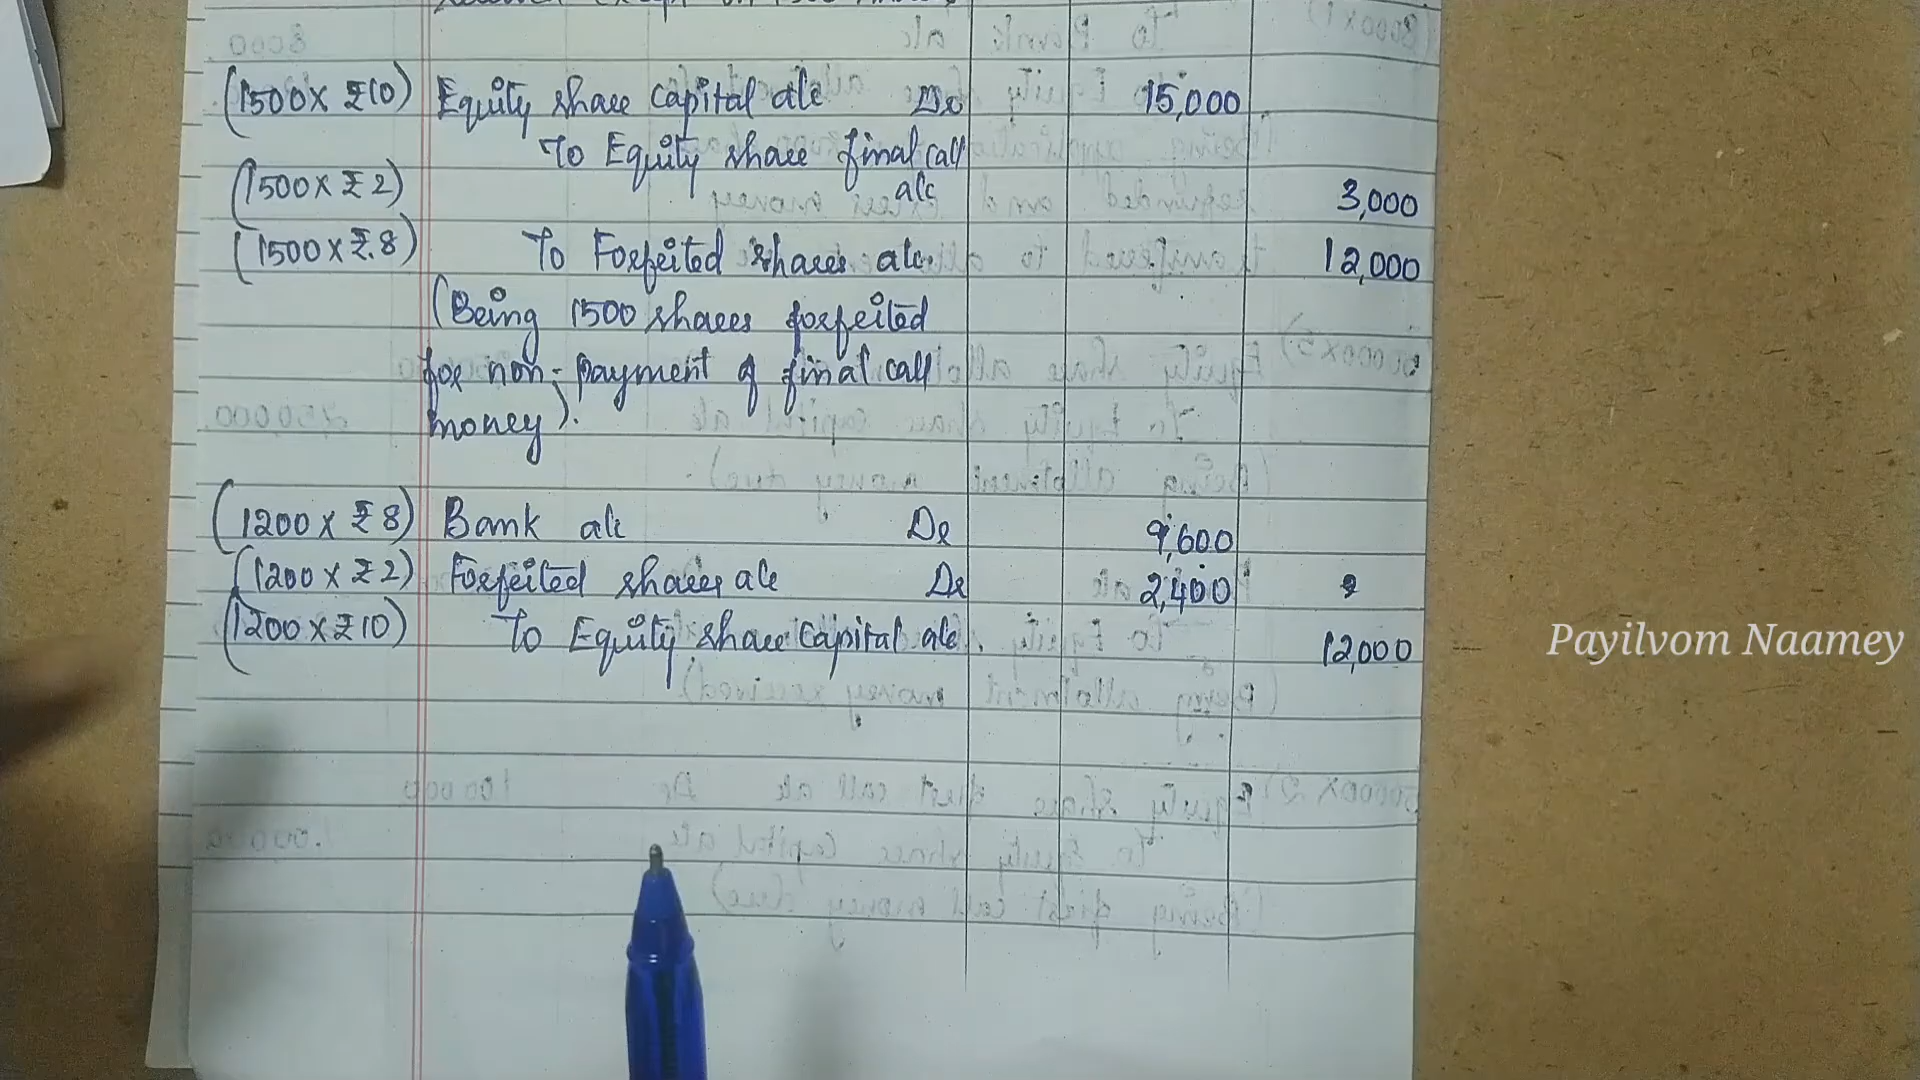 (1500 x ₹10) Equity share capital a/c Dr 15,000
To Equity share final call
(1500 x ₹2) a/c 3,000
(1500 x ₹.8) To Forfeited shares a/c. 12,000
(Being 1500 shares forfeited
for non-payment of final call
money).
(1200 x ₹8) Bank a/c Dr 9,600
(1200 x ₹2) Forfeited shares a/c Dr 2,400
(1200 x ₹10) To Equity share capital a/c. 12,000
Payilvom Naamey